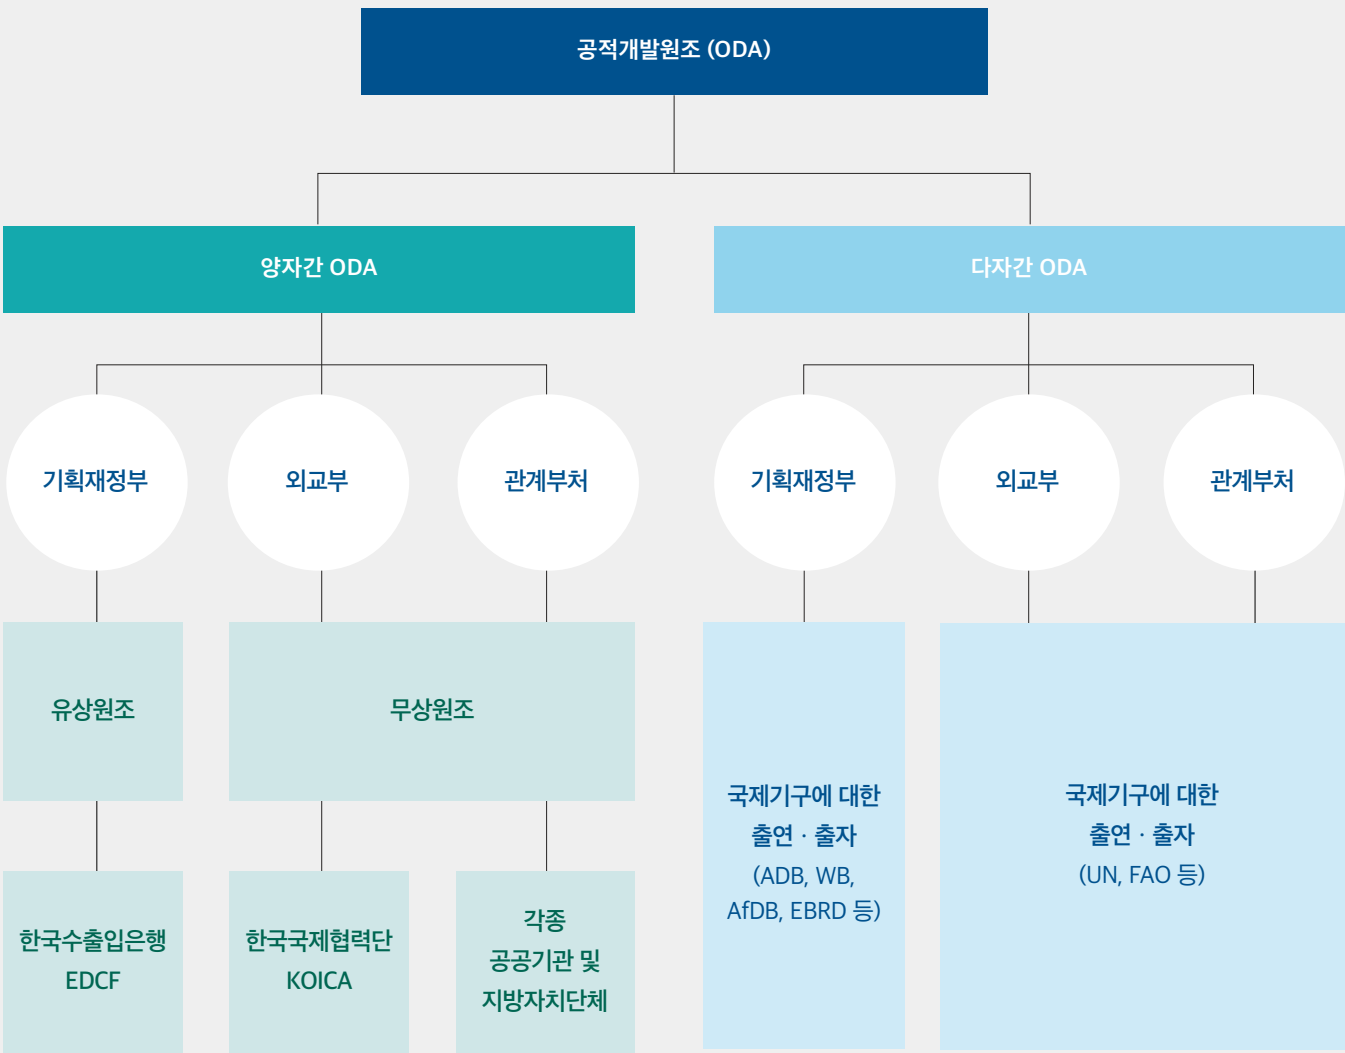 공적개발원조 (ODA)
양자간 ODA
다자간 ODA
기획재정부
외교부
관계부처
기획재정부
외교부
관계부처
유상원조
무상원조
한국수출입은행
EDCF
한국국제협력단
KOICA
각종
공공기관 및
지방자치단체
국제기구에 대한
출연 · 출자
(ADB, WB,
AfDB, EBRD 등)
국제기구에 대한
출연 · 출자
(UN, FAO 등)